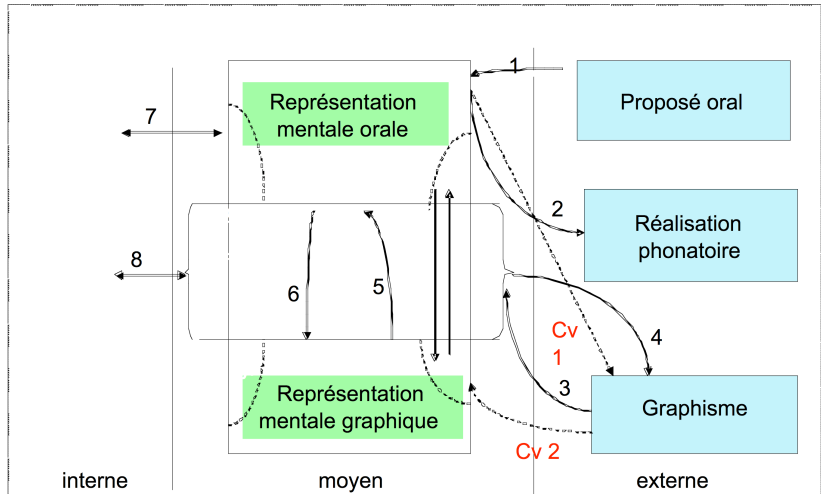 1
Proposé oral
Représentation
mentale orale
7
2
Réalisation
phonatoire
8
6
5
Cv
1
4
3
Représentation
mentale graphique
Graphisme
Cv 2
interne
moyen
externe